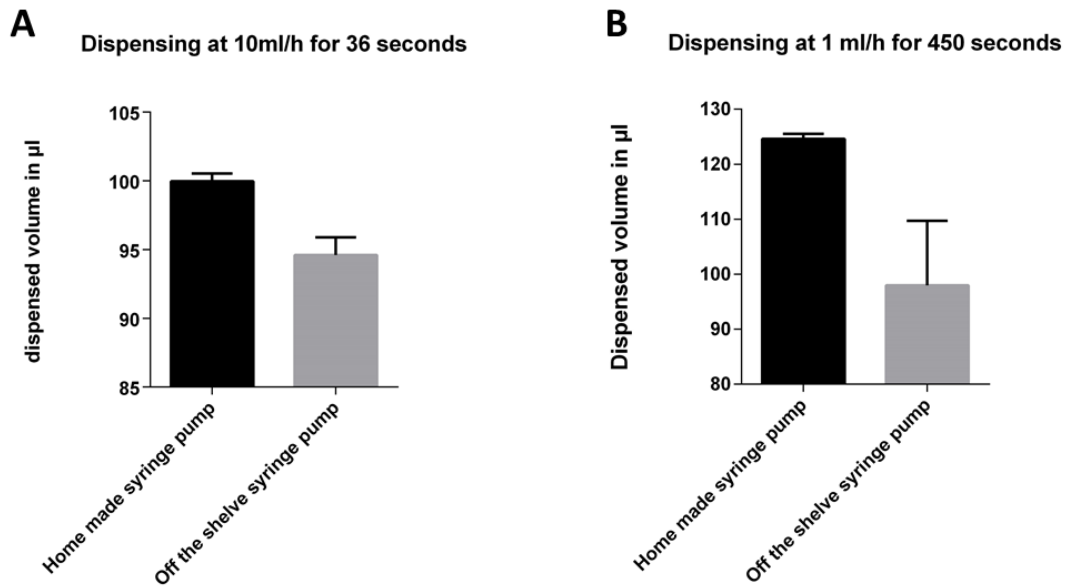 A
Dispensing at 10ml/h for 36 seconds
dispensed volume in µl
105
100
95
90
85
Home made syringe pump
Off the shelve syringe pump
B
Dispensing at 1 ml/h for 450 seconds
Dispensed volume in µl
130
120
110
100
90
80
Home made syringe pump
Off the shelve syringe pump